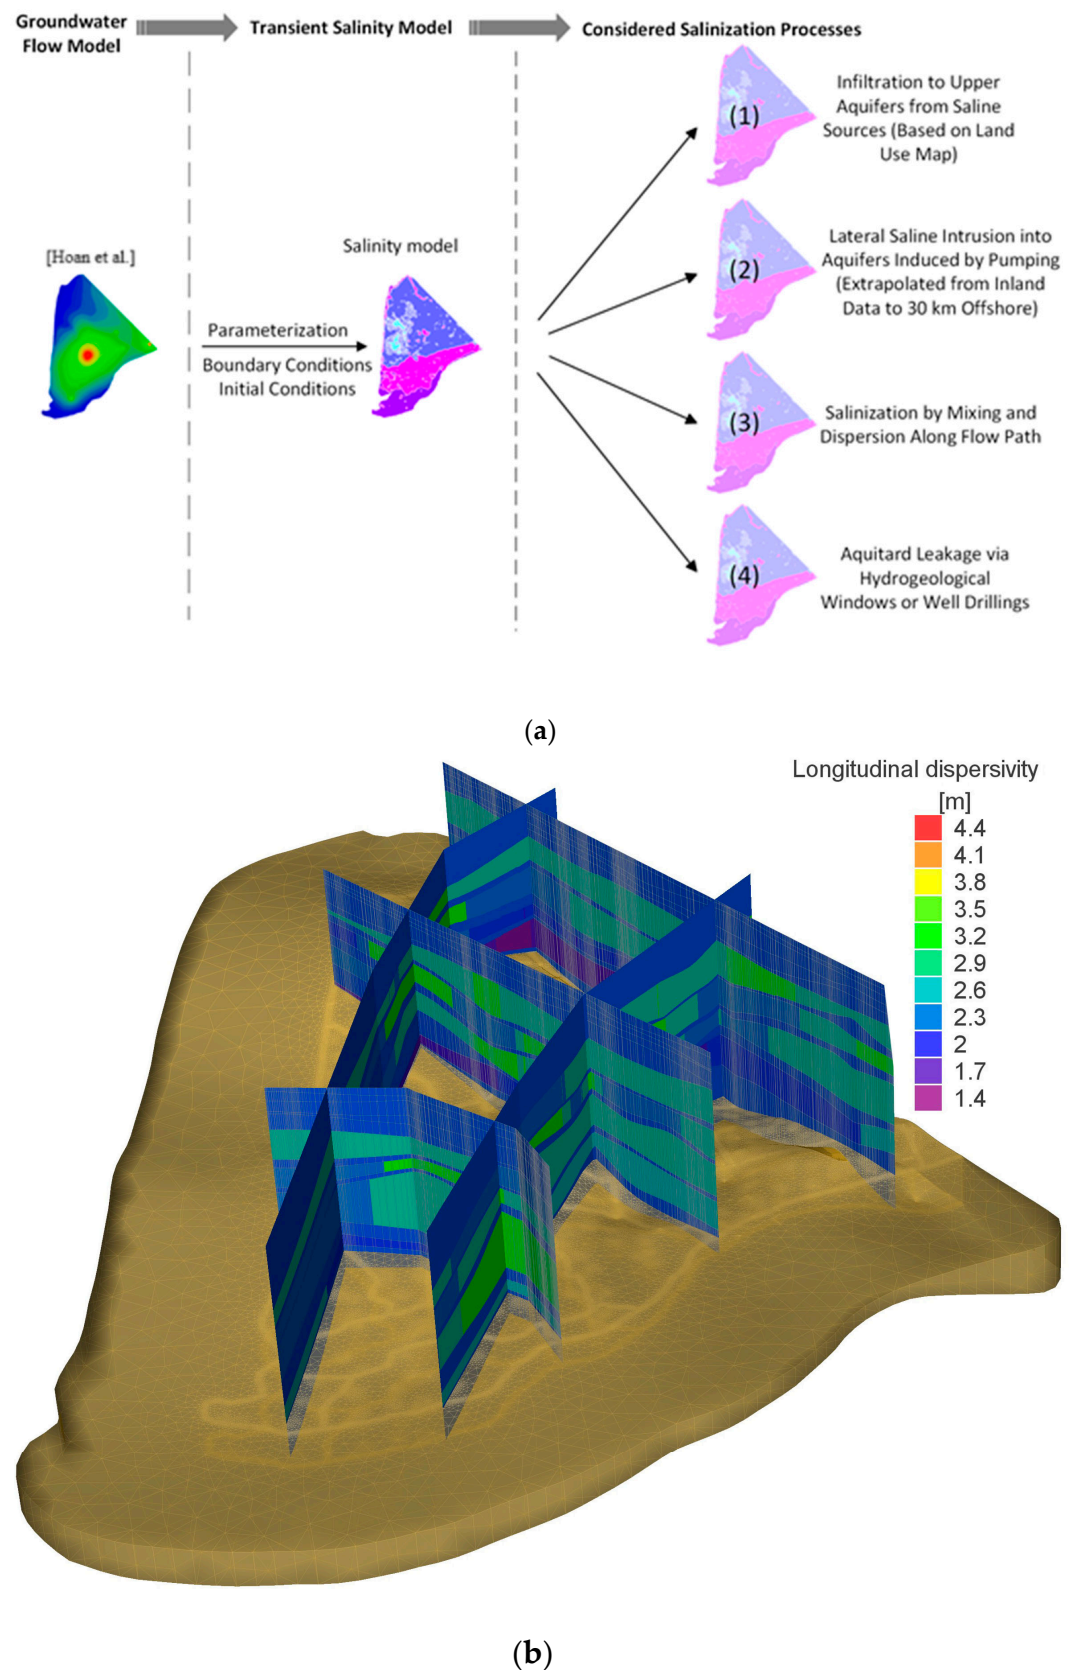 Groundwater
Flow Model
Transient Salinity Model
Considered Salinization Processes
(1)
Infiltration to Upper
Aquifers from Saline
Sources (Based on Land
Use Map)
[Hoan et al.]
Salinity model
(2)
Lateral Saline Intrusion into
Aquifers Induced by Pumping
(Extrapolated from Inland
Data to 30 km Offshore)
Parameterization
Boundary Conditions
Initial Conditions
(3)
Salinization by Mixing and
Dispersion Along Flow Path
(4)
Aquitard Leakage via
Hydrogeological
Windows or Well Drillings
(a)
Longitudinal dispersivity
[m]
4.4
4.1
3.8
3.5
3.2
2.9
2.6
2.3
2
1.7
1.4
(b)